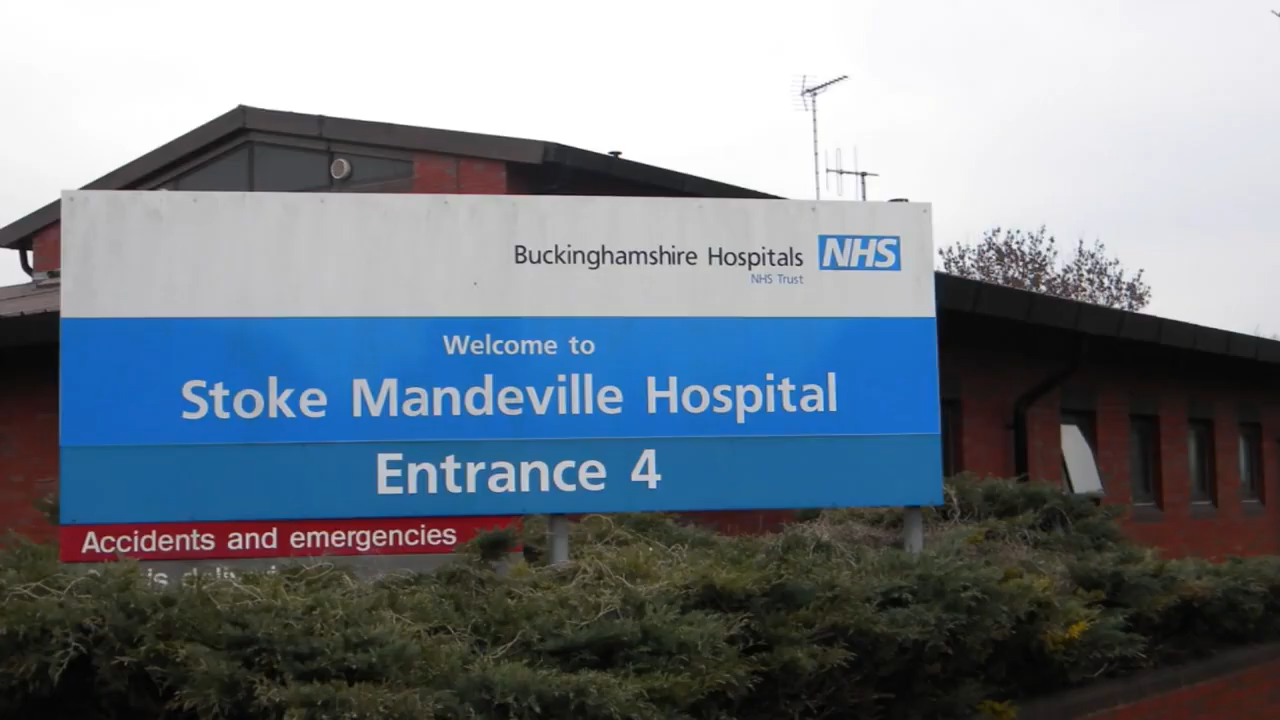 Buckinghamshire Hospitals NHS
NHS Trust
Welcome to
Stoke Mandeville Hospital
Entrance 4
Accidents and emergencies